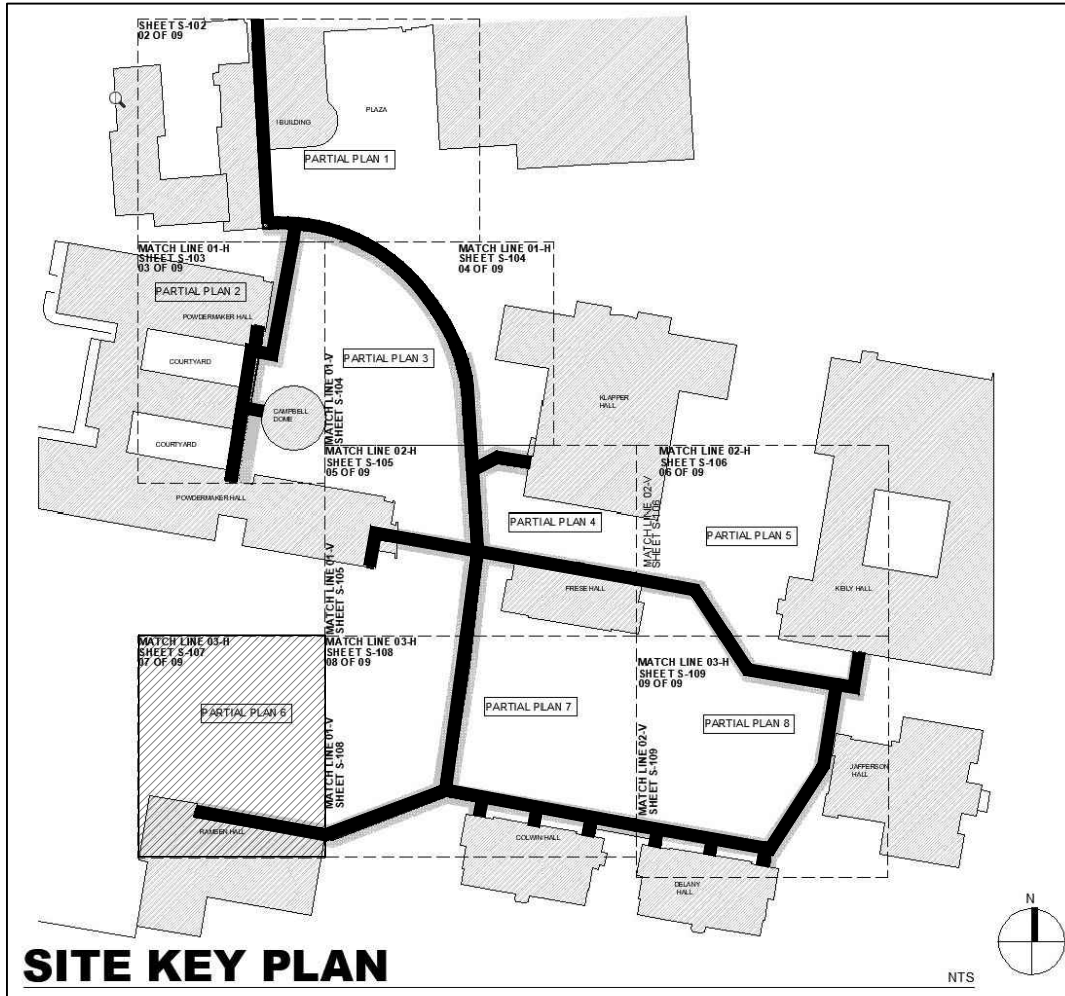 SHEET S-102
02 OF 09
I BUILDING
PLAZA
PARTIAL PLAN 1
MATCH LINE 01-H
SHEET S-103
03 OF 09
MATCH LINE 01-H
SHEET S-104
04 OF 09
PARTIAL PLAN 2
POWDERMAKER HALL
COURTYARD
PARTIAL PLAN 3
MATCH LINE 01-V
SHEET S-104
CAMPBELL
DOME
COURTYARD
KLAPPER
HALL
MATCH LINE 02-H
SHEET S-105
05 OF 09
MATCH LINE 02-H
SHEET S-106
06 OF 09
POWDERMAKER HALL
MATCH LINE 02-V
SHEET S-106
PARTIAL PLAN 4
PARTIAL PLAN 5
MATCH LINE 01-V
SHEET S-105
FRESE HALL
KEILY HALL
MATCH LINE 03-H
SHEET S-107
07 OF 09
MATCH LINE 03-H
SHEET S-108
08 OF 09
MATCH LINE 03-H
SHEET S-109
09 OF 09
PARTIAL PLAN 6
PARTIAL PLAN 7
PARTIAL PLAN 8
MATCH LINE 01-V
SHEET S-108
MATCH LINE 02-V
SHEET S-109
JAFFERSON
HALL
COLWIN HALL
DELANY
HALL
N
SITE KEY PLAN
NTS